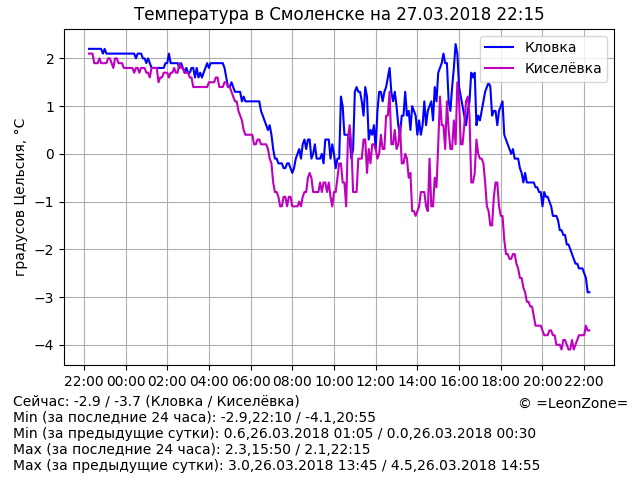 Температура в Смоленске на 27.03.2018 22:15
градусов Цельсия, °C
2
1
0
−1
−2
−3
−4
Кловка
Киселёвка
22:00 00:00 02:00 04:00 06:00 08:00 10:00 12:00 14:00 16:00 18:00 20:00 22:00
Сейчас: -2.9 / -3.7 (Кловка / Киселёвка)
© =LeonZone=
Min (за последние 24 часа): -2.9,22:10 / -4.1,20:55
Min (за предыдущие сутки): 0.6,26.03.2018 01:05 / 0.0,26.03.2018 00:30
Max (за последние 24 часа): 2.3,15:50 / 2.1,22:15
Max (за предыдущие сутки): 3.0,26.03.2018 13:45 / 4.5,26.03.2018 14:55